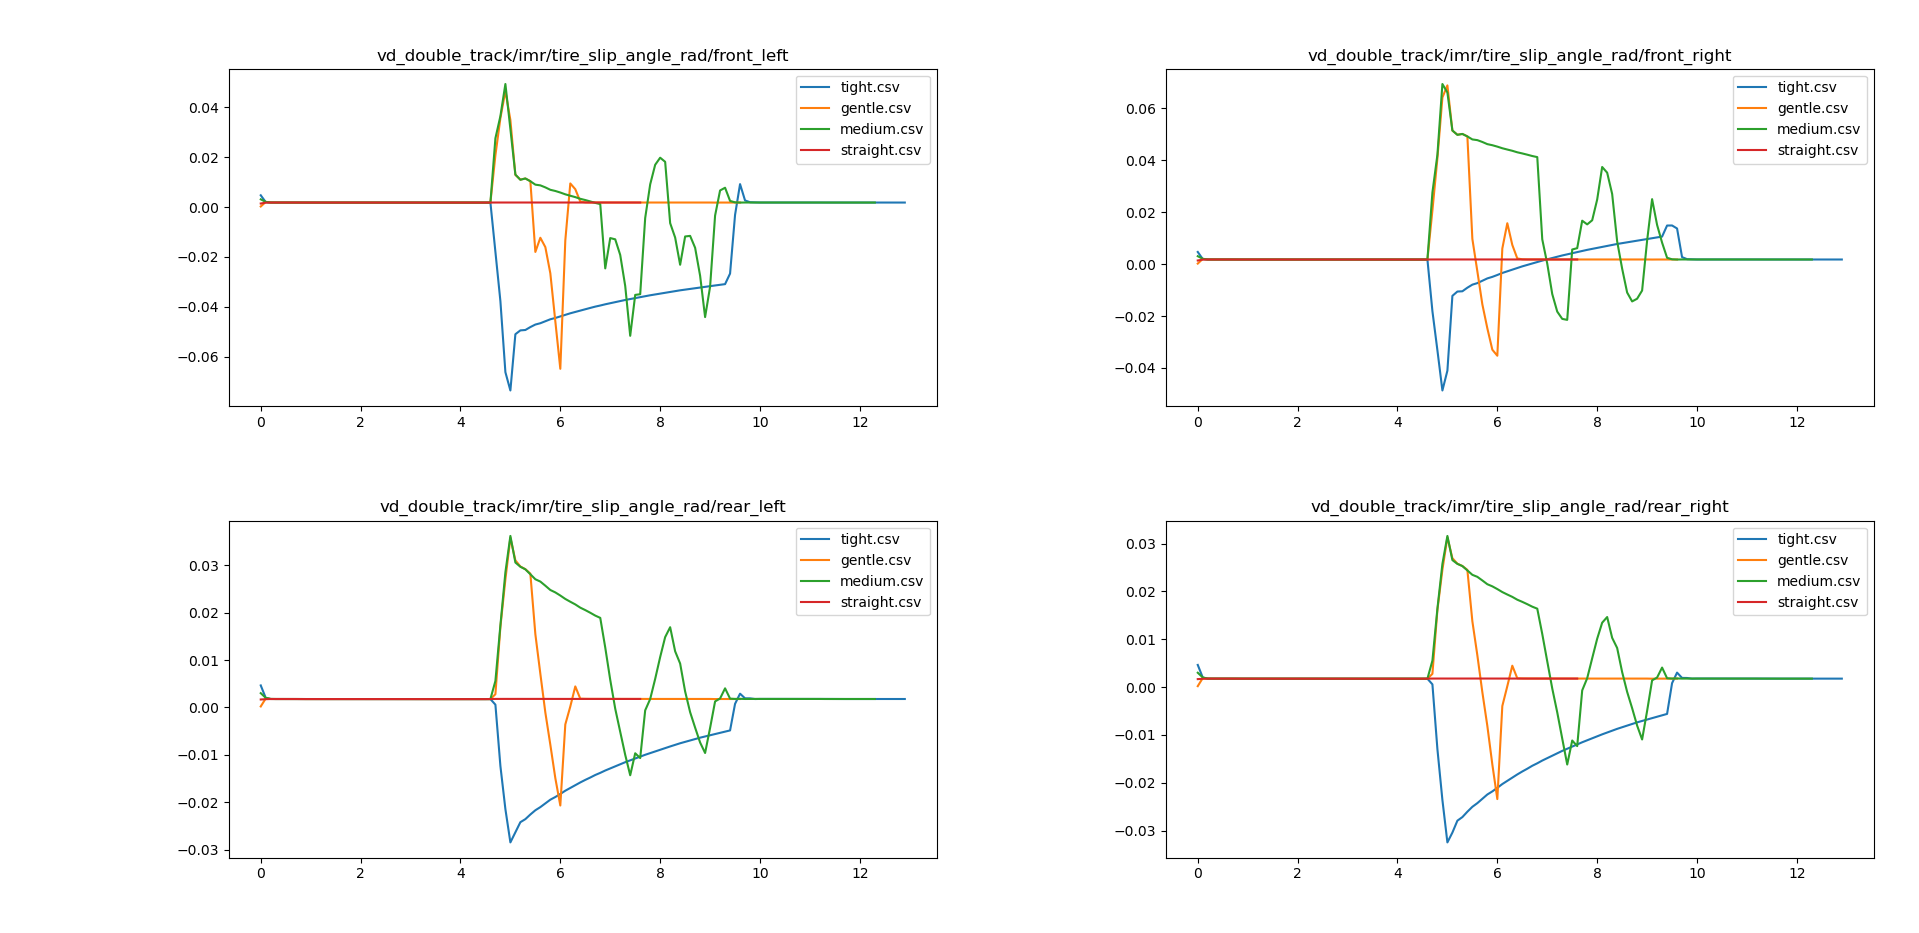 vd_double_track/imr/tire_slip_angle_rad/front_left
0.04
0.02
0.00
−0.02
−0.04
−0.06
0 2 4 6 8 10 12
tight.csv
gentle.csv
medium.csv
straight.csv
vd_double_track/imr/tire_slip_angle_rad/front_right
0.06
0.04
0.02
0.00
−0.02
−0.04
0 2 4 6 8 10 12
tight.csv
gentle.csv
medium.csv
straight.csv
vd_double_track/imr/tire_slip_angle_rad/rear_left
0.03
0.02
0.01
0.00
−0.01
−0.02
−0.03
0 2 4 6 8 10 12
tight.csv
gentle.csv
medium.csv
straight.csv
vd_double_track/imr/tire_slip_angle_rad/rear_right
0.03
0.02
0.01
0.00
−0.01
−0.02
−0.03
0 2 4 6 8 10 12
tight.csv
gentle.csv
medium.csv
straight.csv